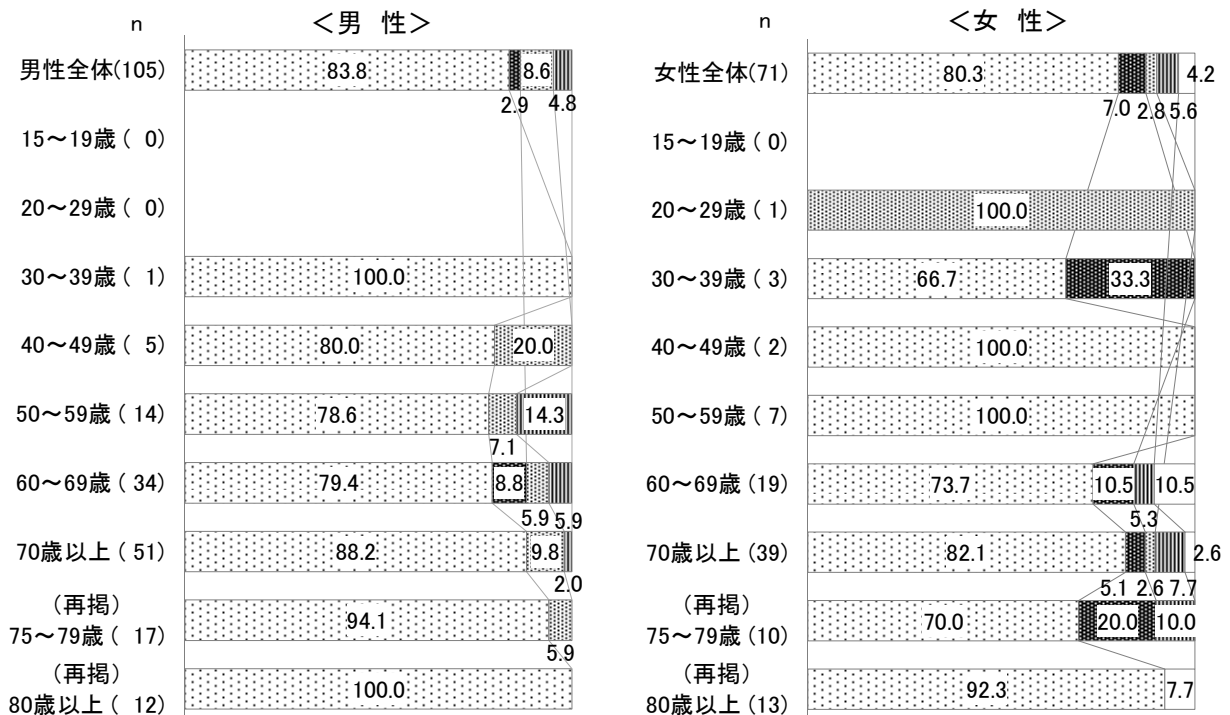 n ＜男 性＞
男性全体(105) 83.8 8.6
2.9 4.8
15～19歳 ( 0)
20～29歳 ( 0)
30～39歳 ( 1) 100.0
40～49歳 ( 5) 80.0 20.0
50～59歳 ( 14) 78.6 14.3
7.1
60～69歳 ( 34) 79.4 8.8
5.9 5.9
70歳以上 ( 51) 88.2 9.8
2.0
(再掲)
75～79歳 ( 17) 94.1
5.9
(再掲)
80歳以上 ( 12) 100.0
n ＜女 性＞
女性全体(71) 80.3 4.2
7.0 2.8 5.6
15～19歳 ( 0)
20～29歳 ( 1) 100.0
30～39歳 ( 3) 66.7 33.3
40～49歳 ( 2) 100.0
50～59歳 ( 7) 100.0
60～69歳 (19) 73.7 10.5 10.5
5.3
70歳以上 (39) 82.1 2.6
5.1 2.6 7.7
(再掲)
75～79歳 (10) 70.0 20.0 10.0
(再掲)
80歳以上 (13) 92.3 7.7